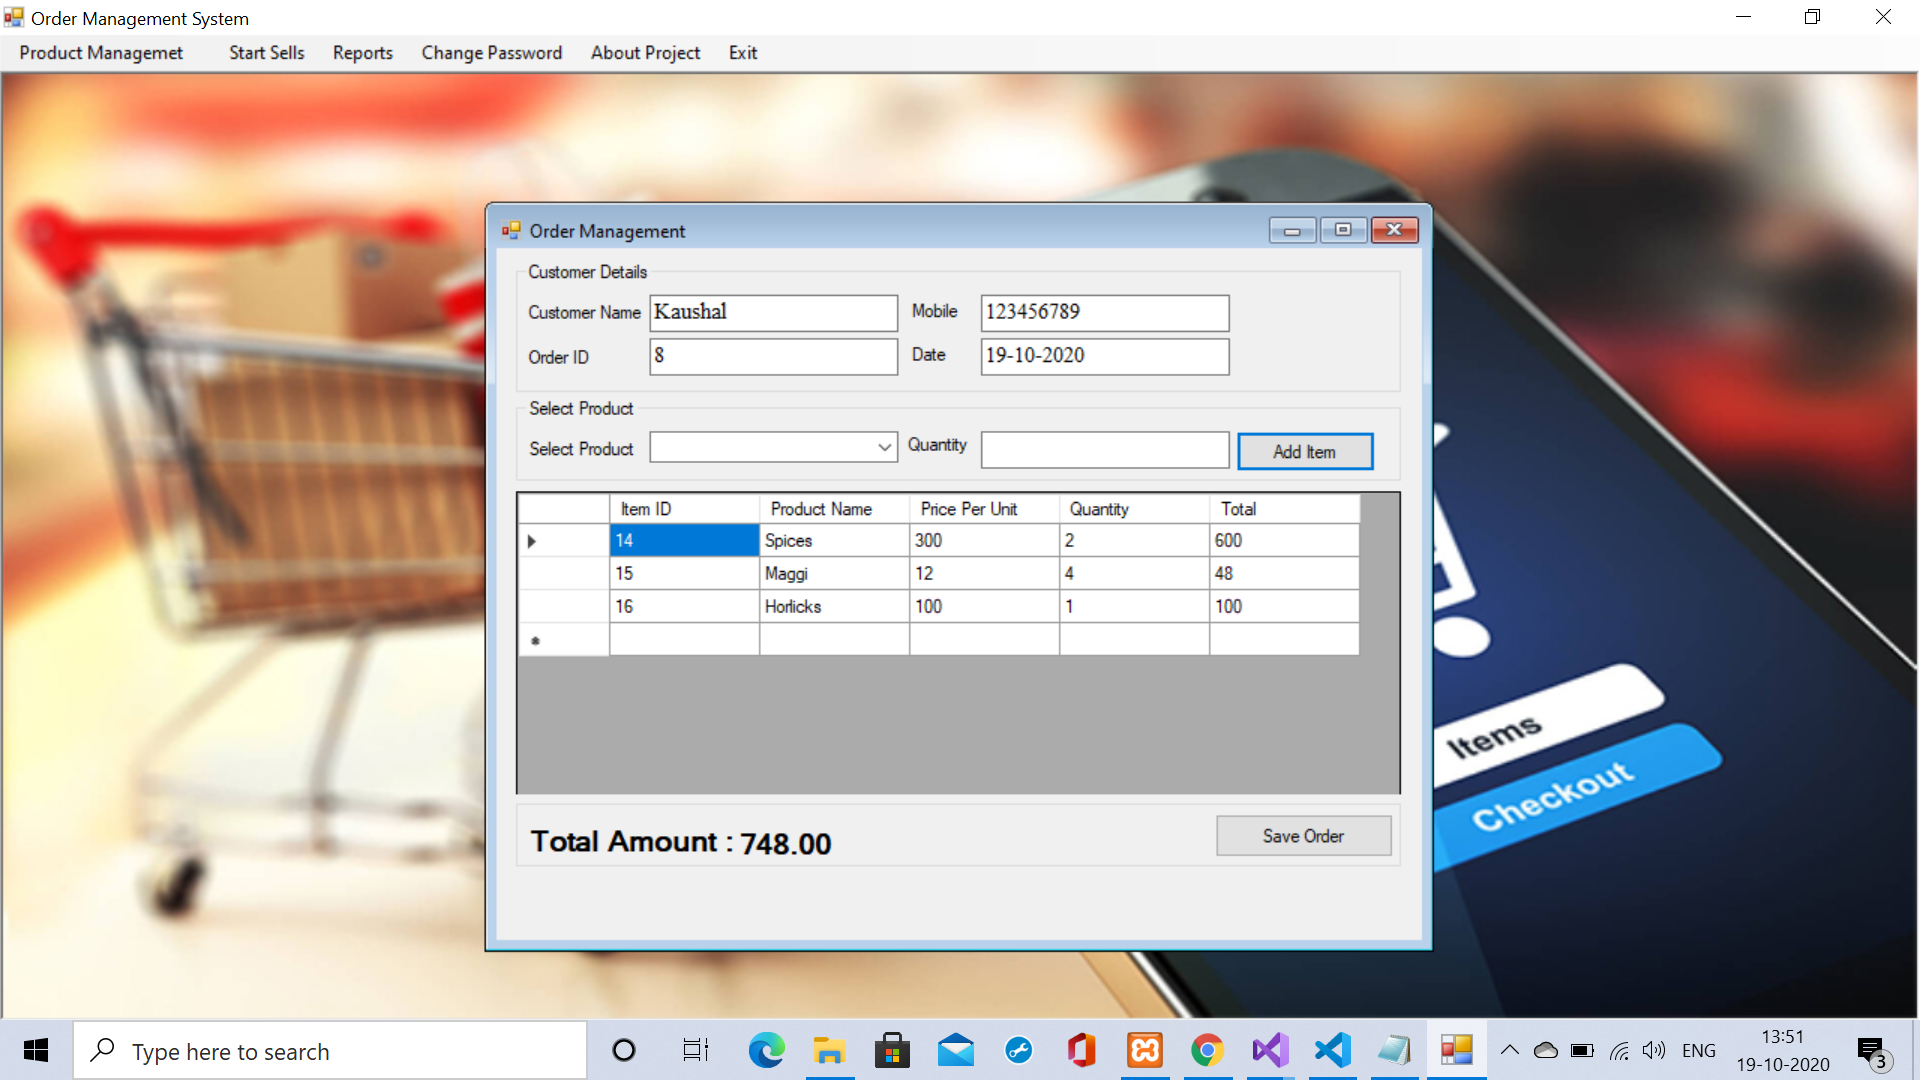 Order Management System
Product Managemet Start Sells Reports Change Password About Project Exit
Order Management
Customer Details
Customer Name Kaushal Mobile 123456789
Order ID 8 Date 19-10-2020
Select Product
Select Product Quantity Add Item
Item ID Product Name Price Per Unit Quantity Total
14 Spices 300 2 600
15 Maggi 12 4 48
16 Horlicks 100 1 100
*
Items
Checkout
Total Amount : 748.00 Save Order
Type here to search
ENG
13:51
19-10-2020
3